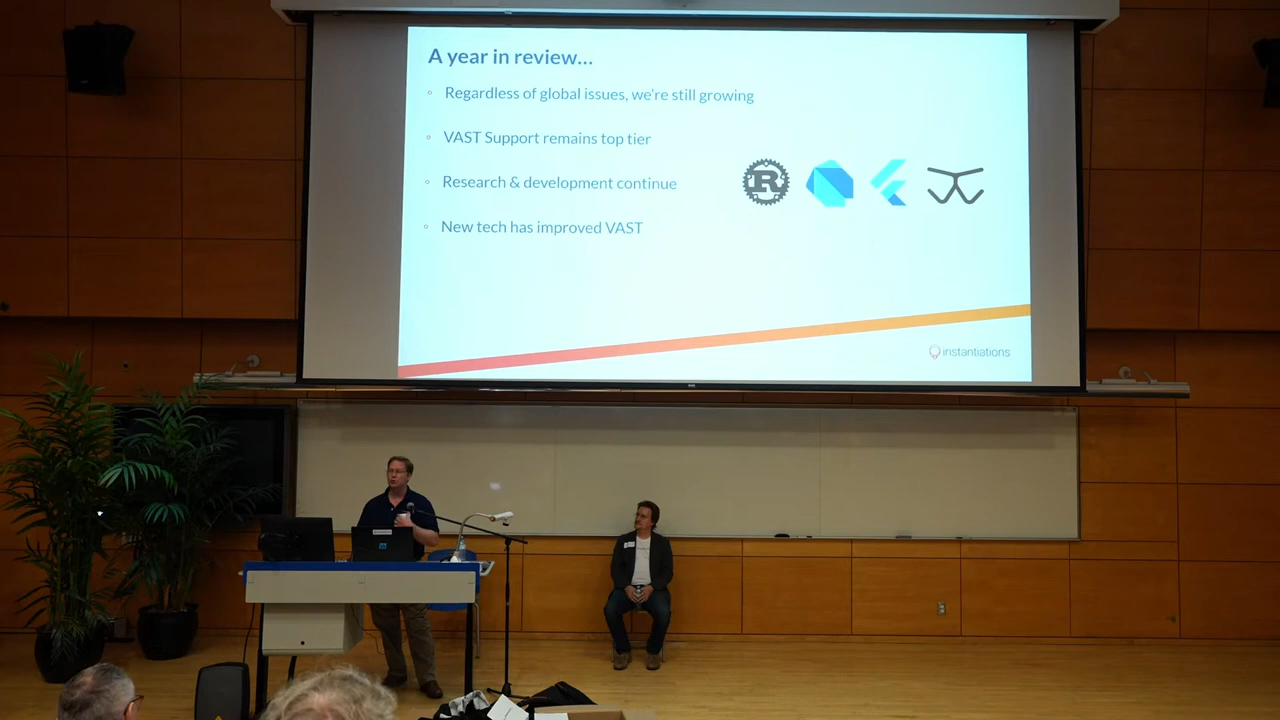 A year in review...
Regardless of global issues, we're still growing
VAST Support remains top tier
Research & development continue
New tech has improved VAST
R
instantiations